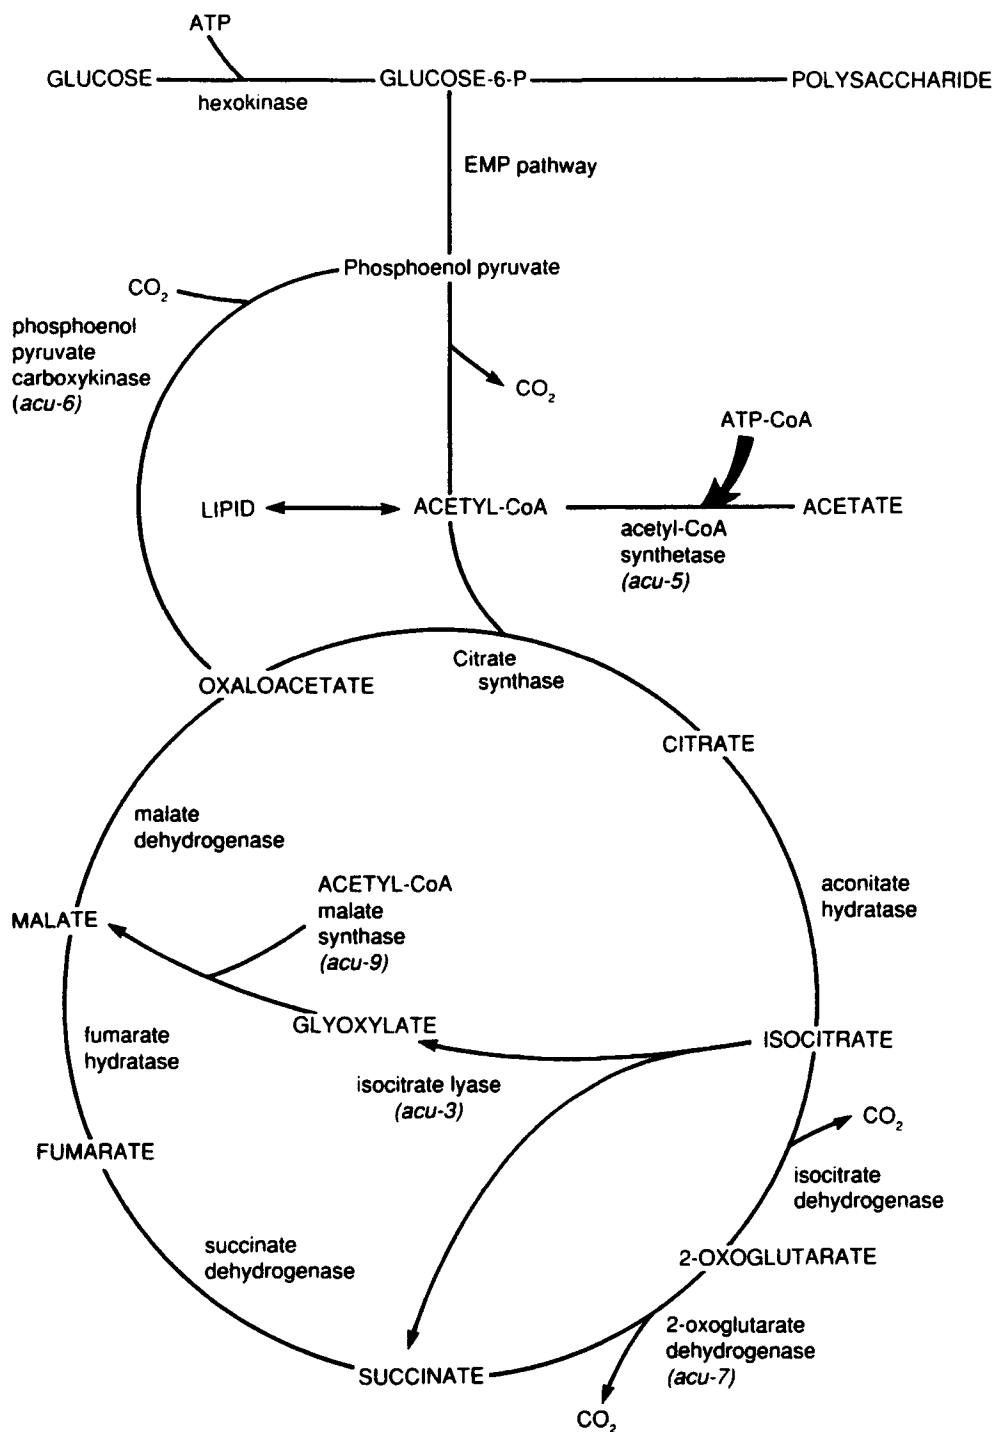 ATP
GLUCOSE
GLUCOSE-6-P
POLYSACCHARIDE
hexokinase
EMP pathway
Phosphoenol pyruvate
CO₂
phosphoenol
pyruvate
carboxykinase
(acu-6)
CO₂
ATP-CoA
LIPID
ACETYL-CoA
ACETATE
acetyl-CoA
synthetase
(acu-5)
Citrate
synthase
OXALOACETATE
CITRATE
malate
dehydrogenase
ACETYL-CoA
malate
synthase
(acu-9)
aconitate
hydratase
MALATE
GLYOXYLATE
ISOCITRATE
fumarate
hydratase
isocitrate lyase
(acu-3)
CO₂
FUMARATE
isocitrate
dehydrogenase
succinate
dehydrogenase
2-OXOGLUTARATE
2-oxoglutarate
dehydrogenase
(acu-7)
SUCCINATE
CO₂